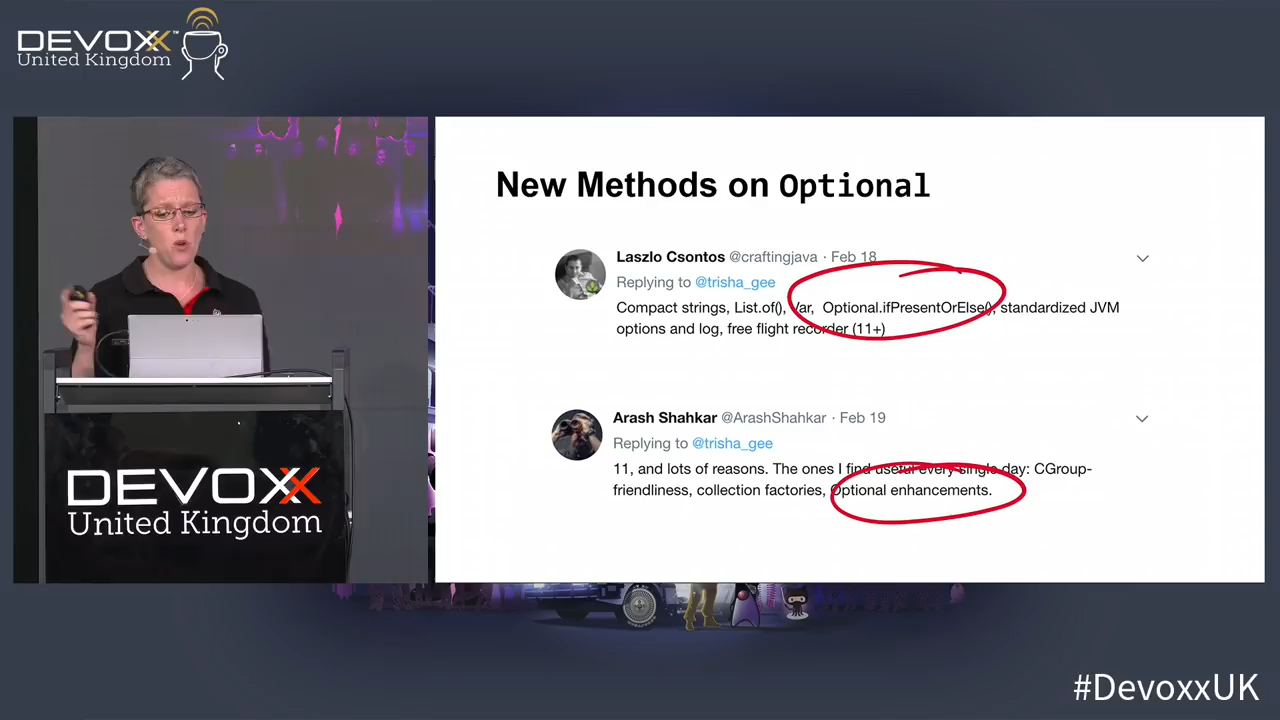 DEVOXX™
United Kingdom
New Methods on Optional
Laszlo Csontos @craftingjava · Feb 18
Replying to @trisha_gee
Compact strings, List.of(), Var, Optional.ifPresentOrElse(), standardized JVM
options and log, free flight recorder (11+)
Arash Shahkar @ArashShahkar · Feb 19
Replying to @trisha_gee
11, and lots of reasons. The ones I find useful every single day: CGroup-
friendliness, collection factories, Optional enhancements.
DEVOXX
United Kingdom
#DevoxxUK